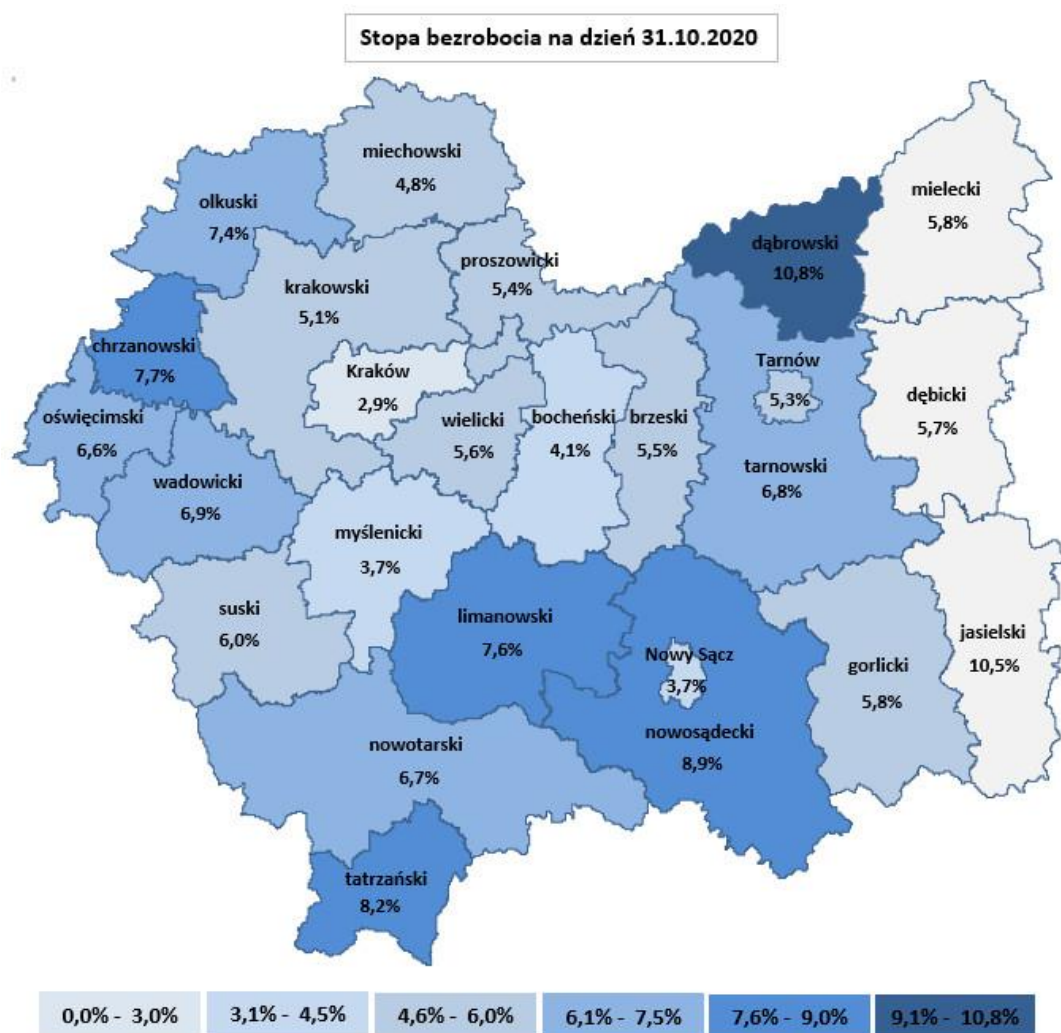 Stopa bezrobocia na dzień 31.10.2020
miechowski
4,8%
olkuski
7,4%
mielecki
5,8%
dąbrowski
10,8%
proszowicki
5,4%
krakowski
5,1%
chrzanowski
7,7%
Kraków
2,9%
Tarnów
5,3%
dębicki
5,7%
oświęcimski
6,6%
wielicki
5,6%
bocheński
4,1%
brzeski
5,5%
tarnowski
6,8%
wadowicki
6,9%
myślenicki
3,7%
suski
6,0%
limanowski
7,6%
Nowy Sącz
3,7%
jasielski
10,5%
gorlicki
5,8%
nowosądecki
8,9%
nowotarski
6,7%
tatrzański
8,2%
0,0% - 3,0%
3,1% - 4,5%
4,6% - 6,0%
6,1% - 7,5%
7,6% - 9,0%
9,1% - 10,8%